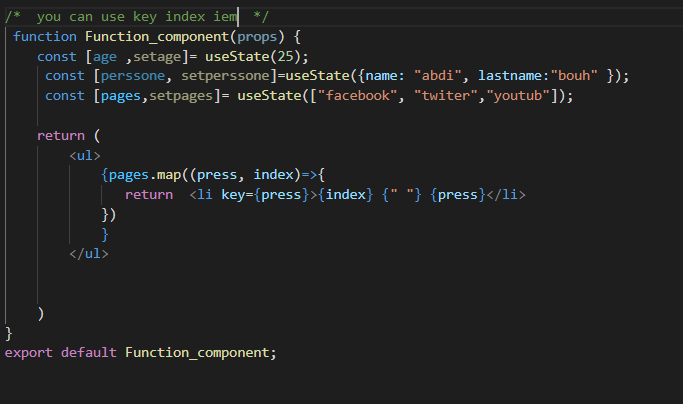 /*  you can use key index iem  */
function Function_component(props) {
const [age ,setage]= useState(25);
const [perssone, setperssone]=useState({name: "abdi", lastname:"bouh" });
const [pages,setpages]= useState(["facebook", "twiter","youtub"]);
return (
<ul>
{pages.map((press, index)=>{
return  <li key={press}>{index} {" "} {press}</li>
})
}
</ul>
)
}
export default Function_component;